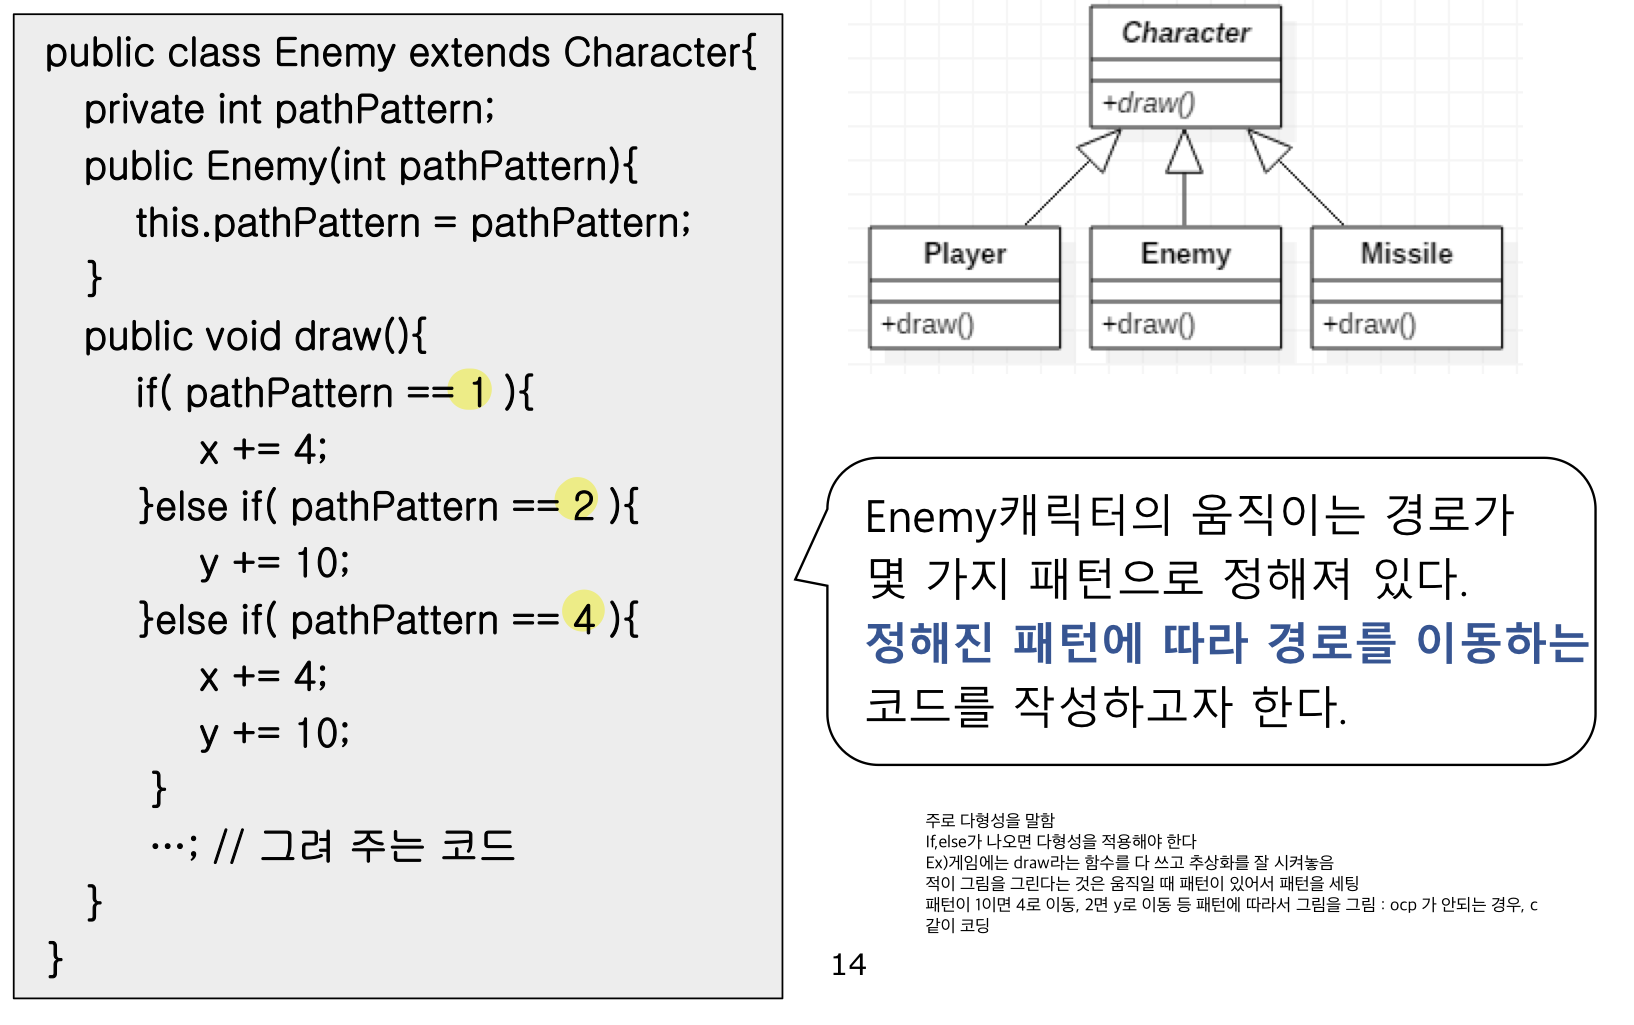 public class Enemy extends Character{
private int pathPattern;
public Enemy(int pathPattern){
this.pathPattern = pathPattern;
}
public void draw(){
if( pathPattern == 1 ){
x += 4;
}else if( pathPattern == 2 ){
y += 10;
}else if( pathPattern == 4 ){
x += 4;
y += 10;
}
…; // 그려 주는 코드
}
}
Character
+draw()
Player
+draw()
Enemy
+draw()
Missile
+draw()
Enemy캐릭터의 움직이는 경로가
몇 가지 패턴으로 정해져 있다.
정해진 패턴에 따라 경로를 이동하는
코드를 작성하고자 한다.
주로 다형성을 말함
If,else가 나오면 다형성을 적용해야 한다
Ex)게임에는 draw라는 함수를 다 쓰고 추상화를 잘 시켜놓음
적이 그림을 그린다는 것은 움직일 때 패턴이 있어서 패턴을 세팅
패턴이 1이면 4로 이동, 2면 y로 이동 등 패턴에 따라서 그림을 그림 : ocp 가 안되는 경우, c
같이 코딩
14